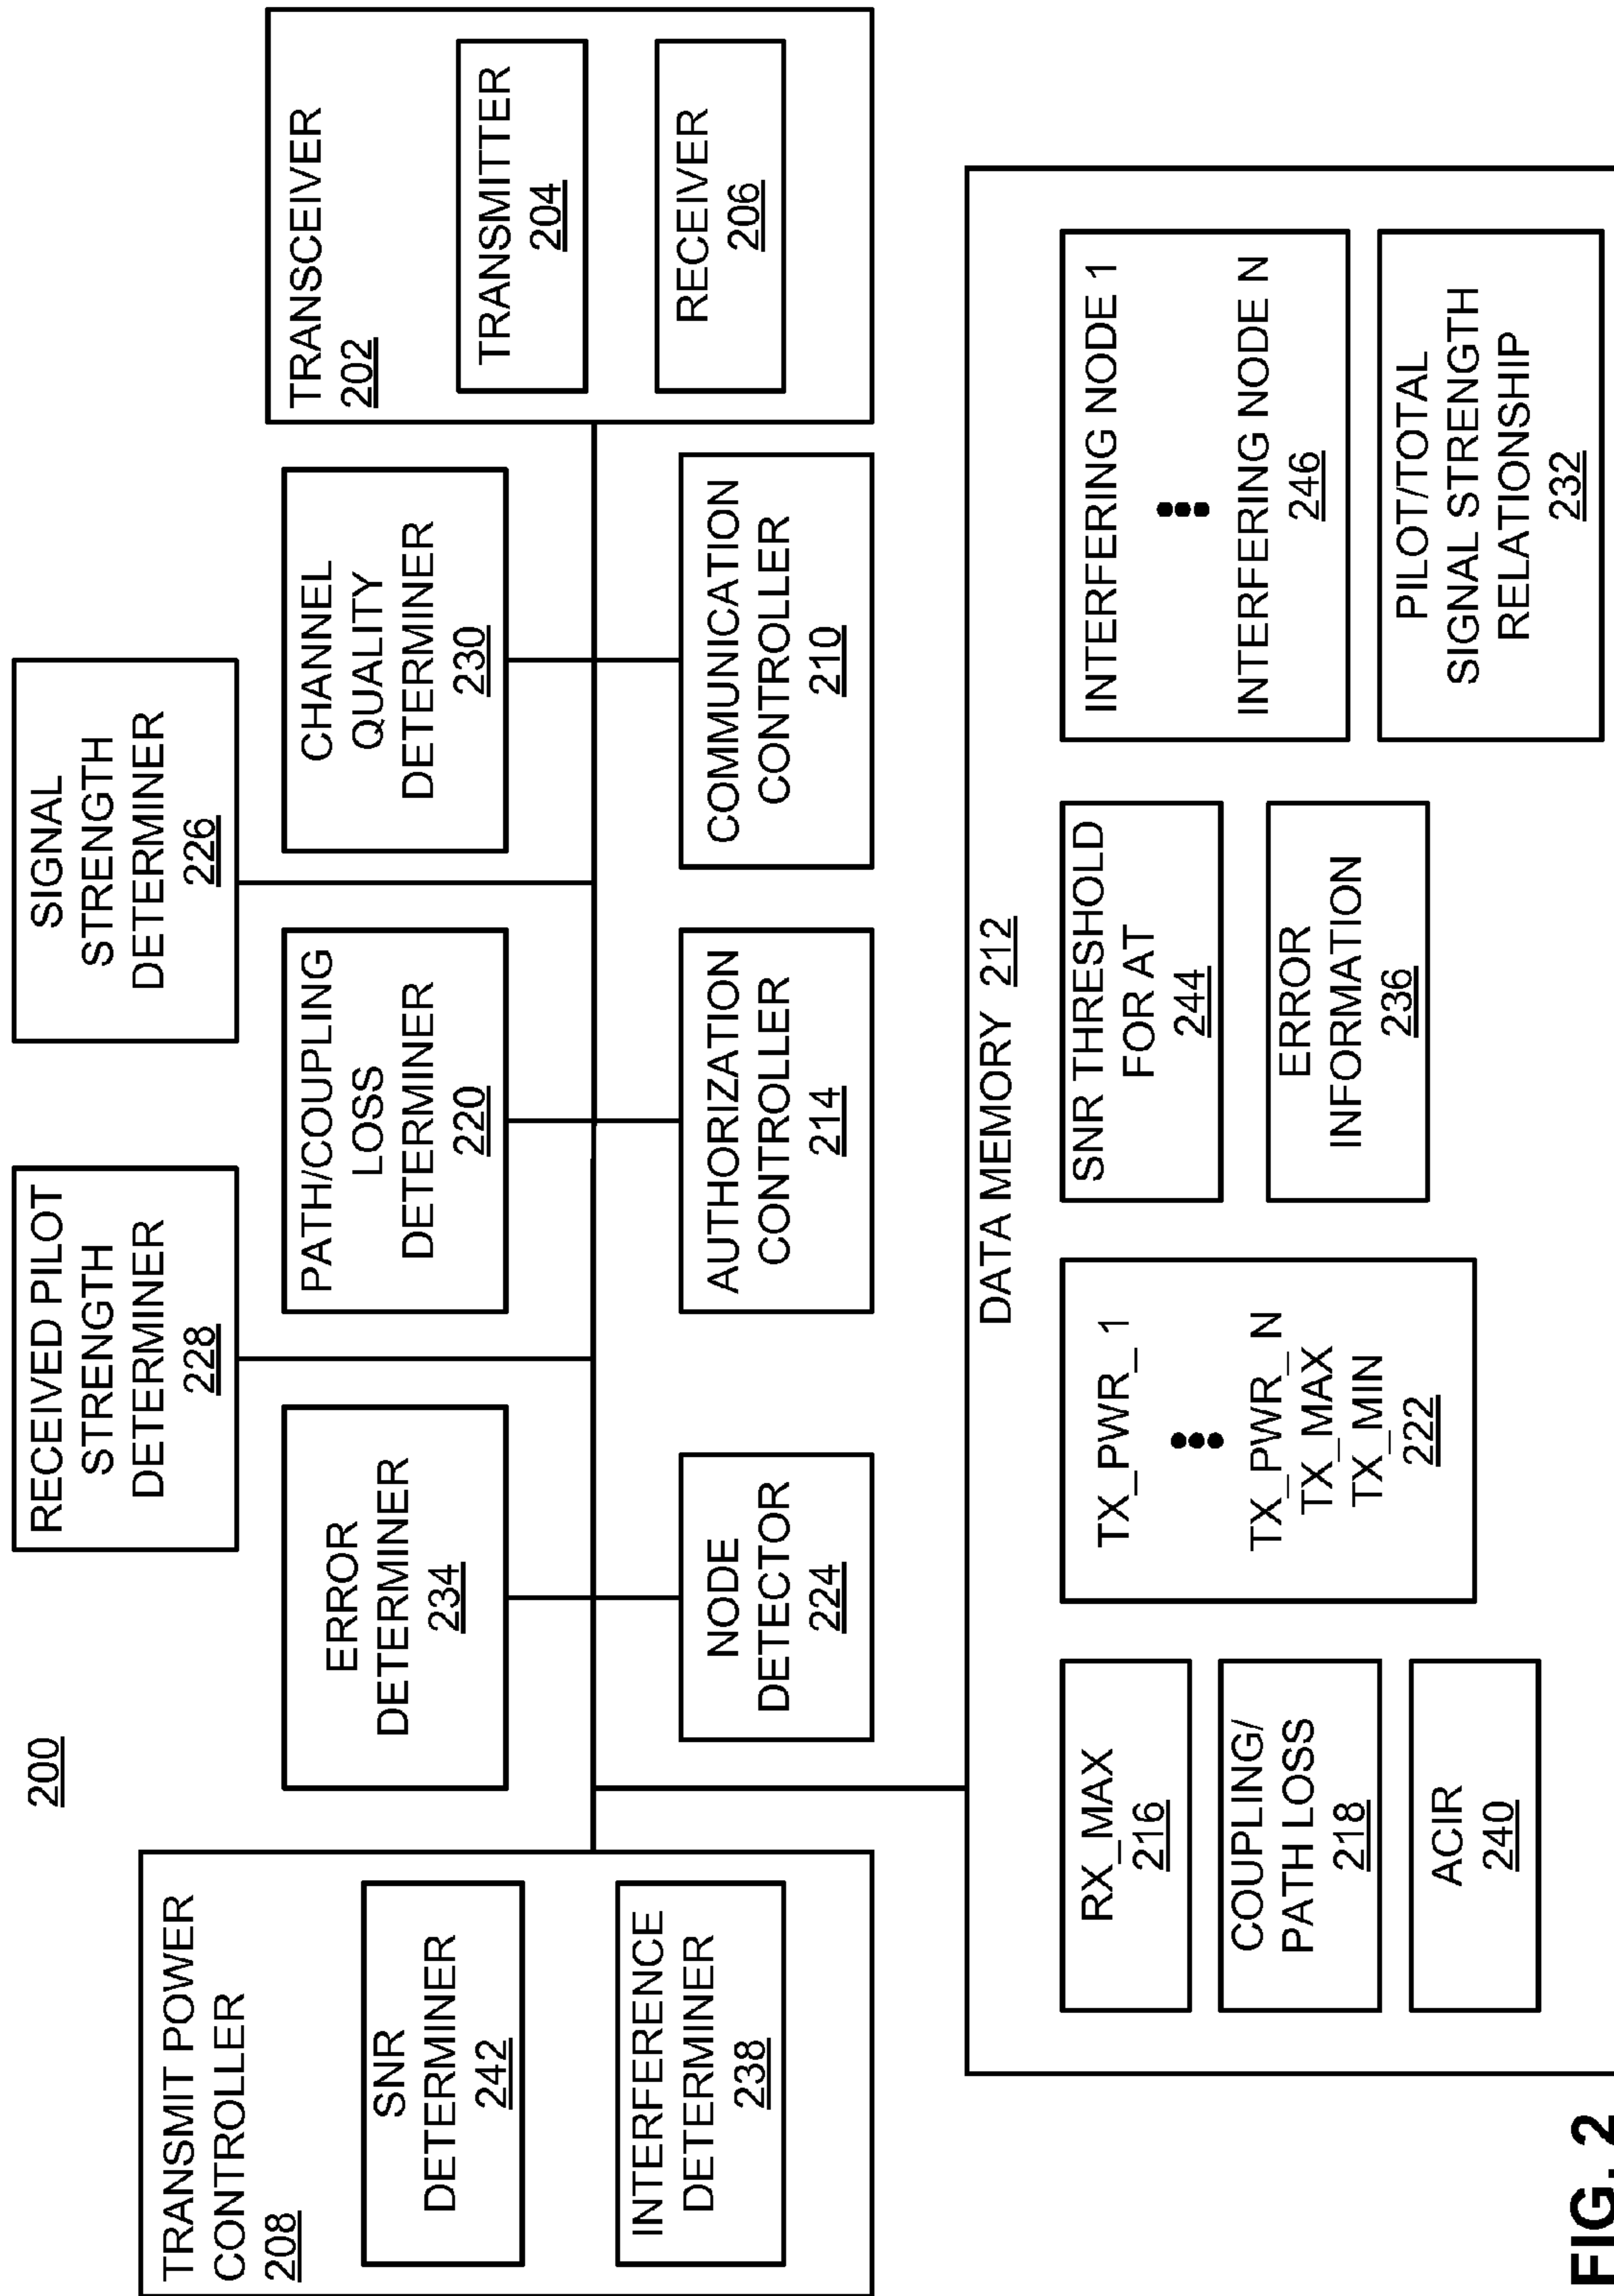 200
RECEIVED PILOT
STRENGTH
DETERMINER
228
SIGNAL
STRENGTH
DETERMINER
226
TRANSMIT POWER
CONTROLLER
208
SNR
DETERMINER
242
INTERFERENCE
DETERMINER
238
ERROR
DETERMINER
234
PATH/COUPLING
LOSS
DETERMINER
220
CHANNEL
QUALITY
DETERMINER
230
TRANSCEIVER
202
TRANSMITTER
204
RECEIVER
206
NODE
DETECTOR
224
AUTHORIZATION
CONTROLLER
214
COMMUNICATION
CONTROLLER
210
DATA MEMORY 212
RX_MAX
216
COUPLING/
PATH LOSS
218
ACIR
240
TX_PWR_1
TX_PWR_N
TX_MAX
TX_MIN
222
SNR THRESHOLD
FOR AT
244
ERROR
INFORMATION
236
INTERFERING NODE 1
INTERFERING NODE N
246
PILOT/TOTAL
SIGNAL STRENGTH
RELATIONSHIP
232
FIG. 2